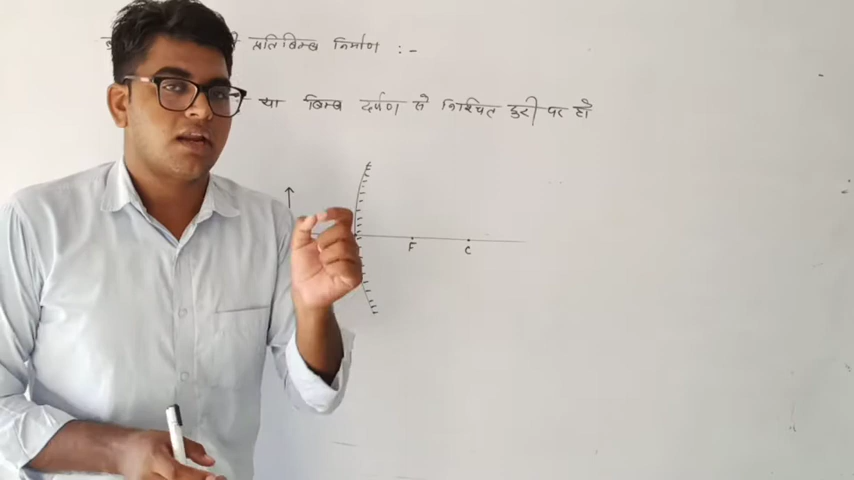 प्रतिबिम्ब निर्माण :-
या बिम्ब दर्पण से निश्चित दुरी पर हो
F
C